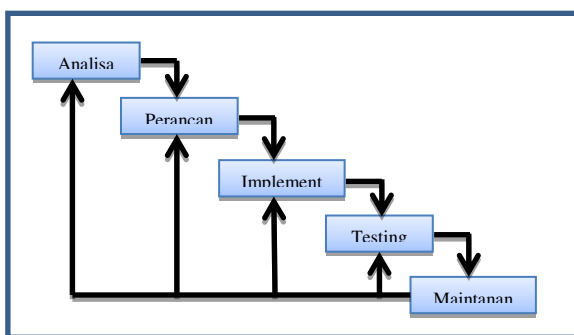 Analisa
Perancan
Implement
Testing
Maintanan